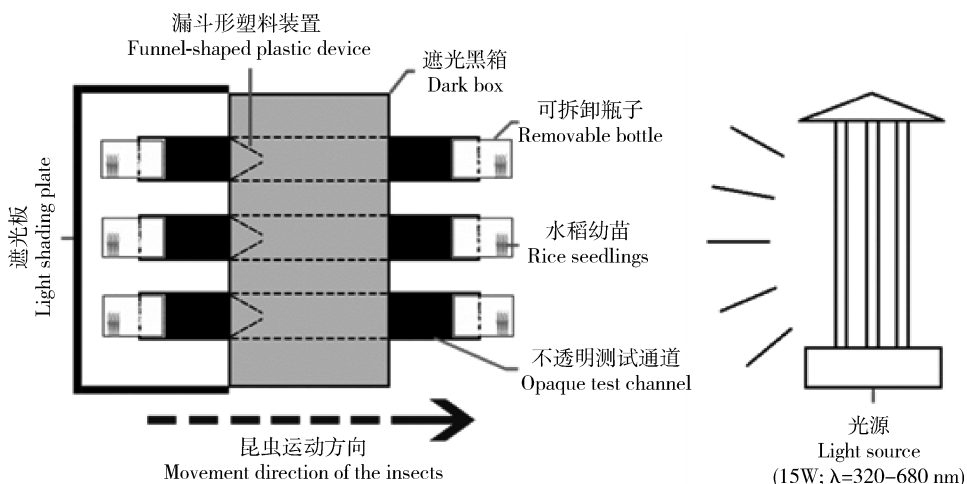 漏斗形塑料装置
Funnel-shaped plastic device
遮光黑箱
Dark box
可拆卸瓶子
Removable bottle
遮光板
Light shading plate
水稻幼苗
Rice seedlings
不透明测试通道
Opaque test channel
昆虫运动方向
Movement direction of the insects
光源
Light source
(15W; λ=320-680 nm)